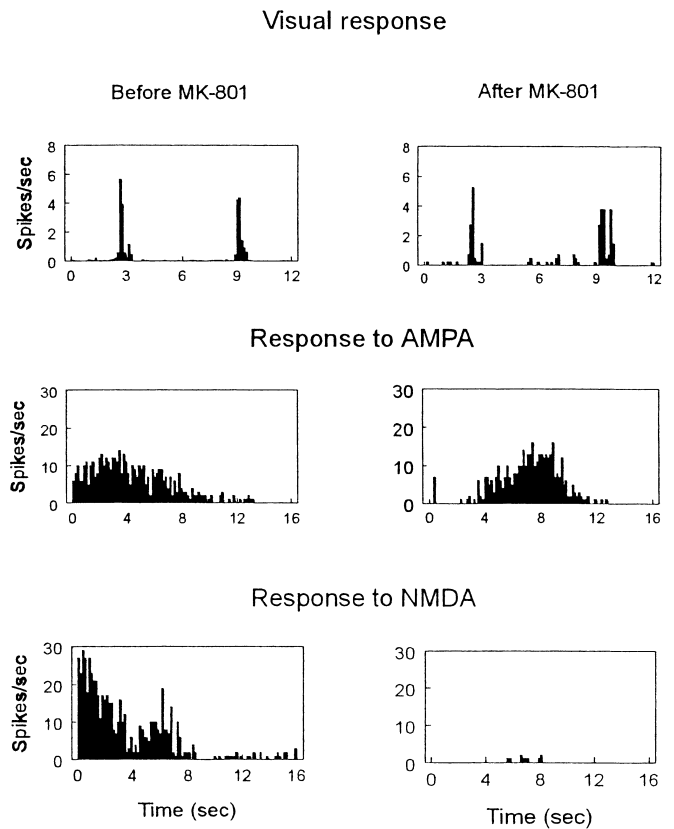 Visual response
Before MK-801
After MK-801
Spikes/sec
8
6
4
2
0
0 3 6 9 12
8
6
4
2
0
0 3 6 9 12
Response to AMPA
Spikes/sec
30
20
10
0
0 4 8 12 16
30
20
10
0
0 4 8 12 16
Response to NMDA
Spikes/sec
30
20
10
0
0 4 8 12 16
30
20
10
0
0 4 8 12 16
Time (sec)
Time (sec)